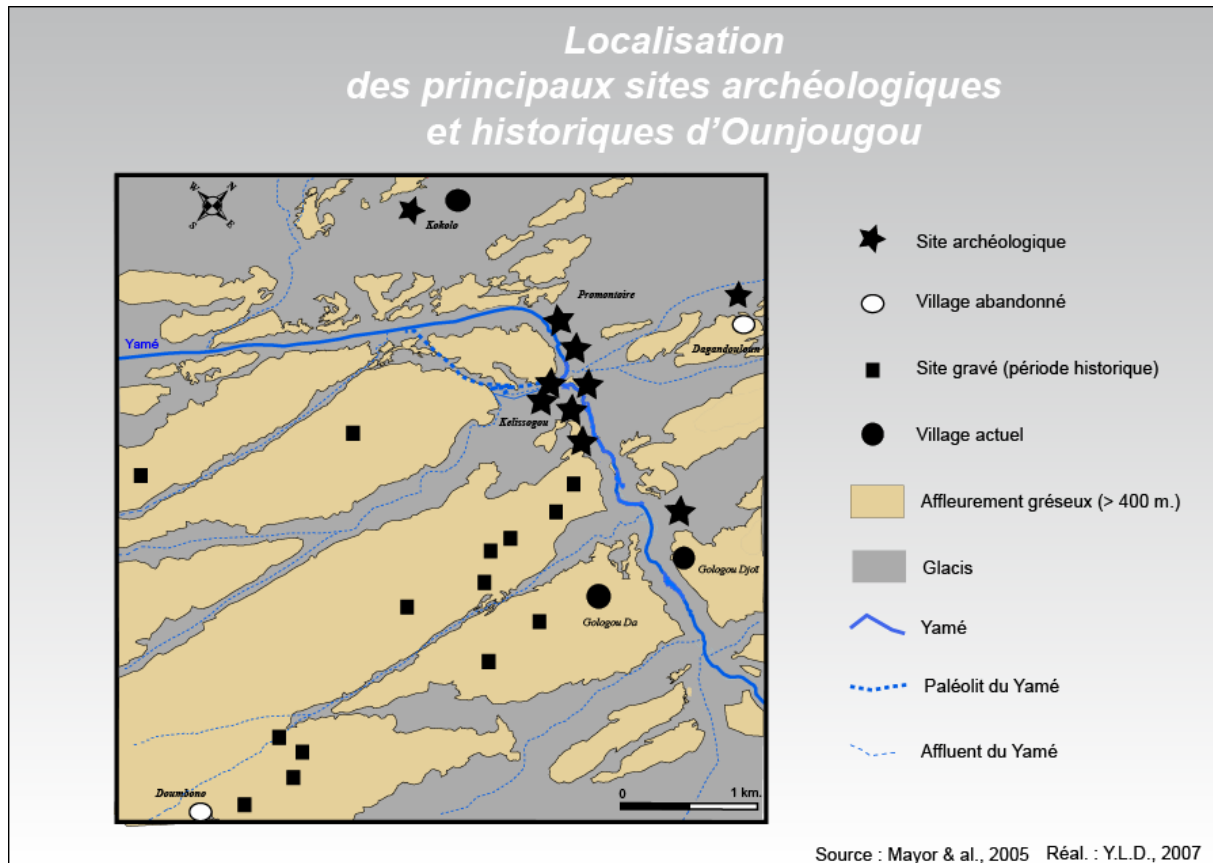 Localisation
des principaux sites archéologiques
et historiques d'Ounjougou
N
W
E
S
Kokolo
Promontoire
Dagandouloun
Yamé
Kelissogou
Gologou Djoï
Gologou Da
Doumbono
0 1 km.
Site archéologique
Village abandonné
Site gravé (période historique)
Village actuel
Affleurement gréseux (> 400 m.)
Glacis
Yamé
Paléolit du Yamé
Affluent du Yamé
Source : Mayor & al., 2005 Réal. : Y.L.D., 2007